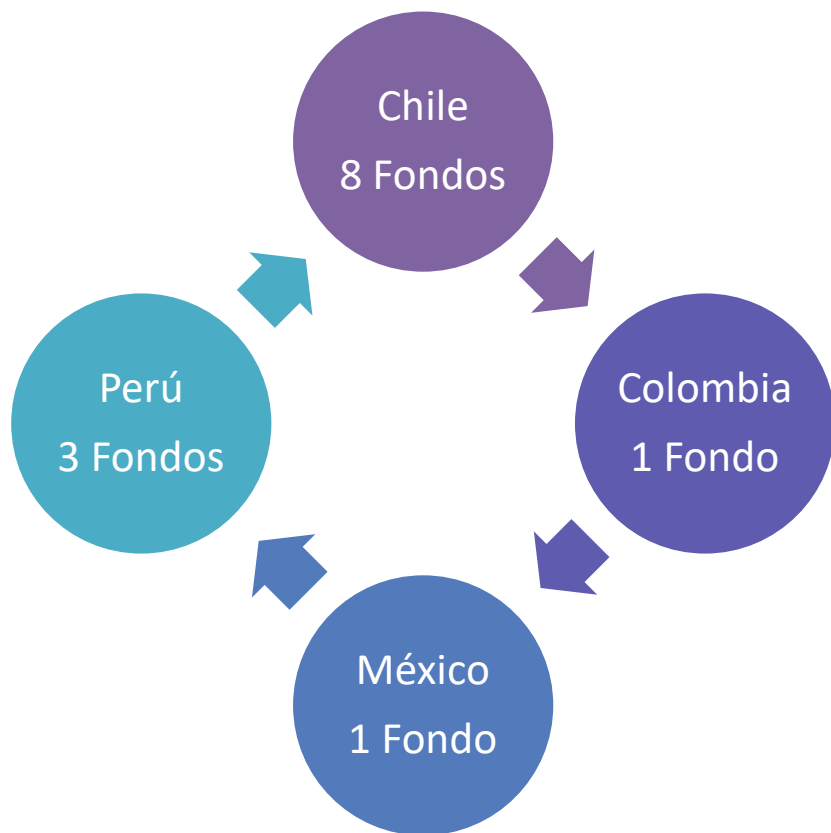 Chile
8 Fondos
Colombia
1 Fondo
México
1 Fondo
Perú
3 Fondos